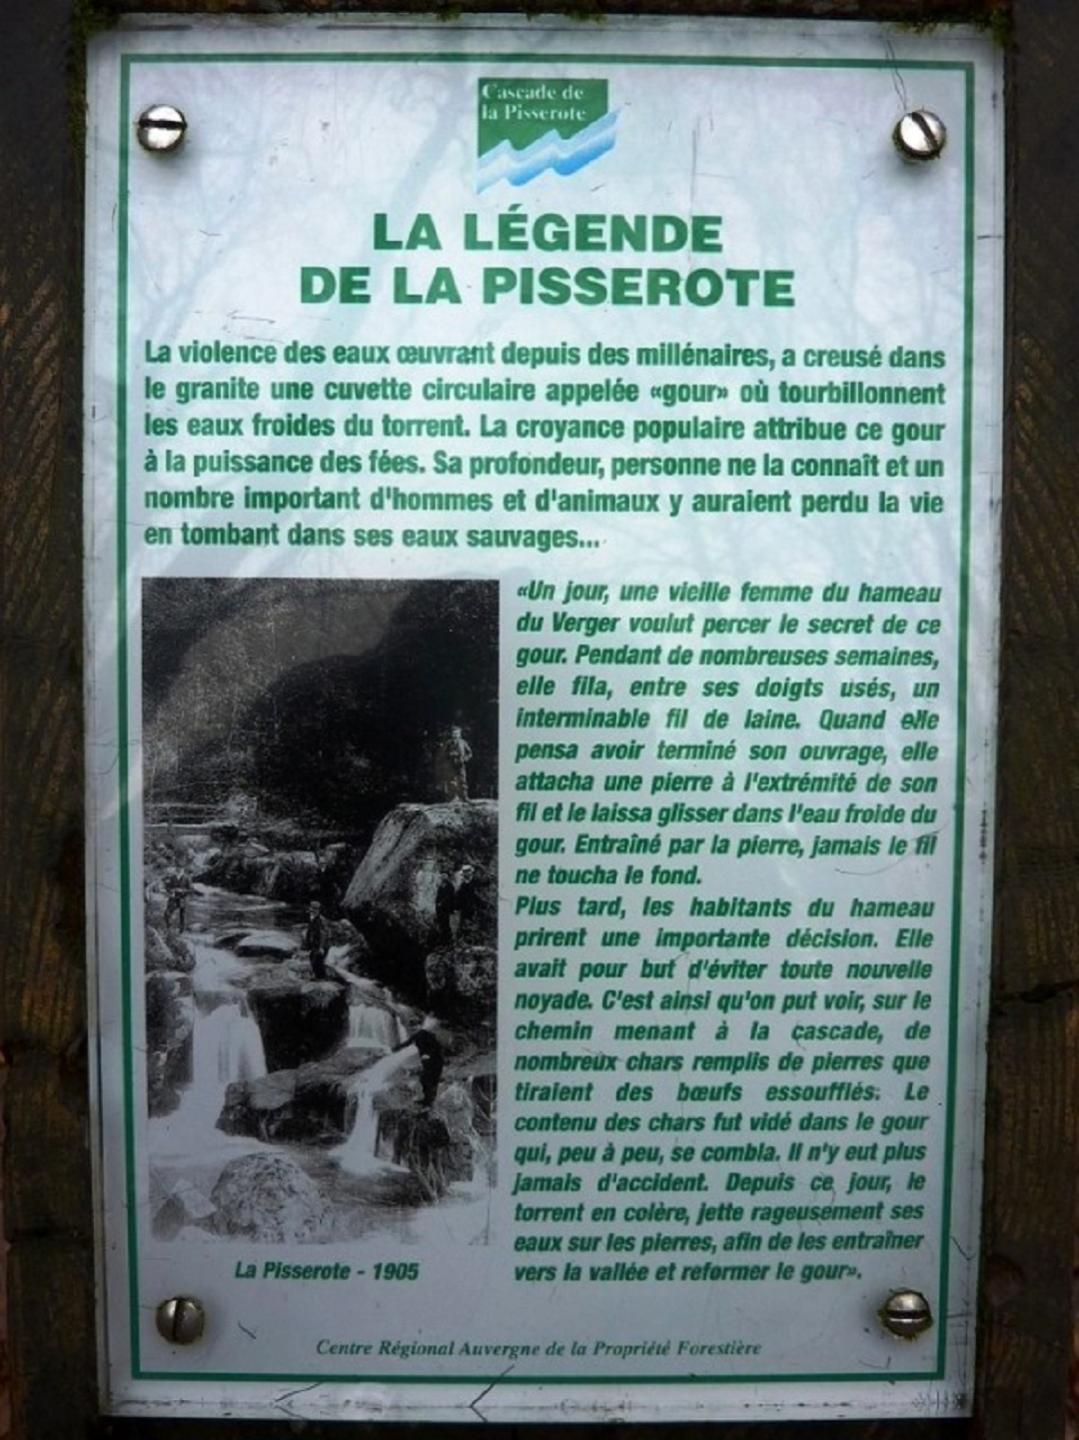 Cascade de
la Pisserote
LA LÉGENDE
DE LA PISSEROTE
La violence des eaux œuvrant depuis des millénaires, a creusé dans
le granite une cuvette circulaire appelée «gour» où tourbillonnent
les eaux froides du torrent. La croyance populaire attribue ce gour
à la puissance des fées. Sa profondeur, personne ne la connaît et un
nombre important d'hommes et d'animaux y auraient perdu la vie
en tombant dans ses eaux sauvages...
«Un jour, une vieille femme du hameau
du Verger voulut percer le secret de ce
gour. Pendant de nombreuses semaines,
elle fila, entre ses doigts usés, un
interminable fil de laine. Quand elle
pensa avoir terminé son ouvrage, elle
attacha une pierre à l'extrémité de son
fil et le laissa glisser dans l'eau froide du
gour. Entraîné par la pierre, jamais le fil
ne toucha le fond.
Plus tard, les habitants du hameau
prirent une importante décision. Elle
avait pour but d'éviter toute nouvelle
noyade. C'est ainsi qu'on put voir, sur le
chemin menant à la cascade, de
nombreux chars remplis de pierres que
tiraient des bœufs essoufflés. Le
contenu des chars fut vidé dans le gour
qui, peu à peu, se combla. Il n'y eut plus
jamais d'accident. Depuis ce jour, le
torrent en colère, jette rageusement ses
eaux sur les pierres, afin de les entraîner
vers la vallée et reformer le gour».
La Pisserote - 1905
Centre Régional Auvergne de la Propriété Forestière